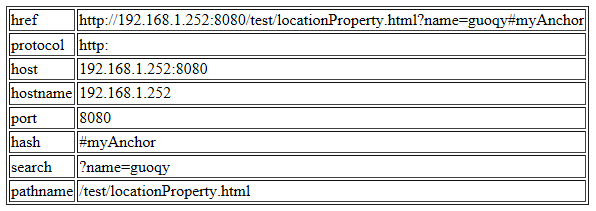 href http://192.168.1.252:8080/test/locationProperty.html?name=guoqy#myAnchor
protocol http:
host 192.168.1.252:8080
hostname 192.168.1.252
port 8080
hash #myAnchor
search ?name=guoqy
pathname /test/locationProperty.html